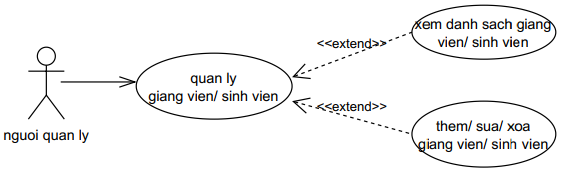 nguoi quan ly
quan ly
giang vien/ sinh vien
<<extend>>
xem danh sach giang
vien/ sinh vien
<<extend>>
them/ sua/ xoa
giang vien/ sinh vien